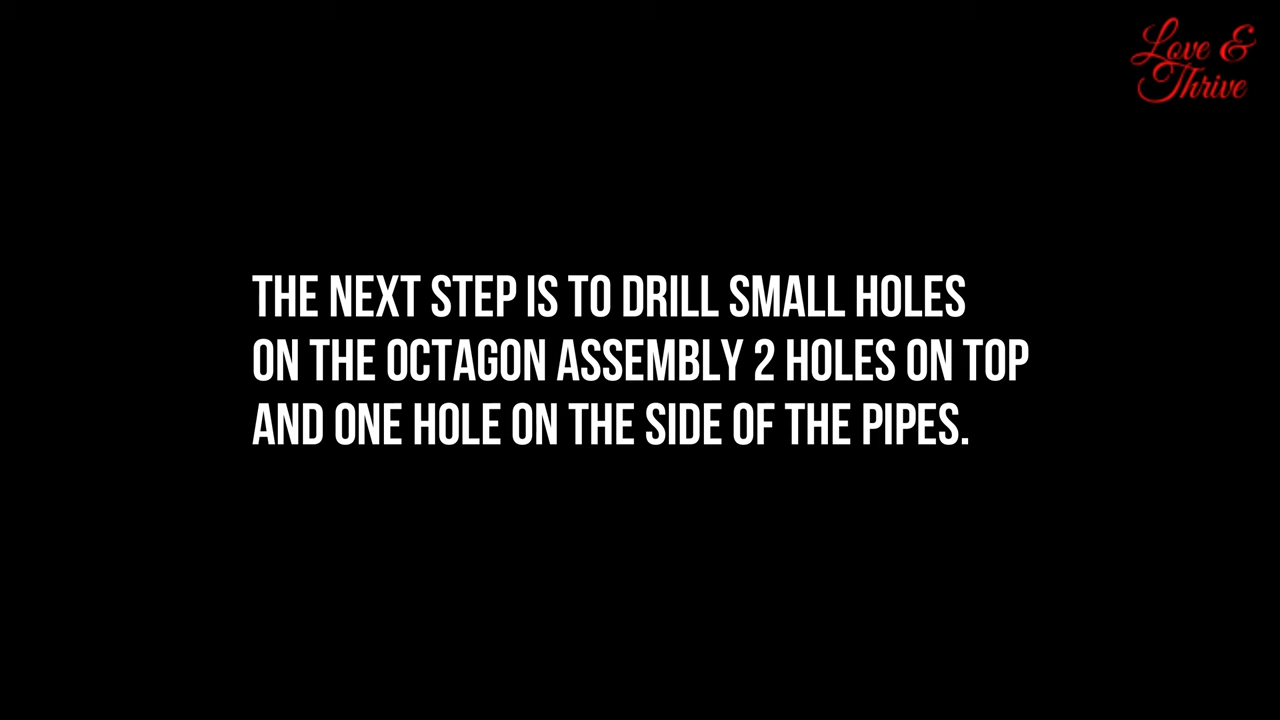 Love &
Thrive
THE NEXT STEP IS TO DRILL SMALL HOLES
ON THE OCTAGON ASSEMBLY 2 HOLES ON TOP
AND ONE HOLE ON THE SIDE OF THE PIPES.